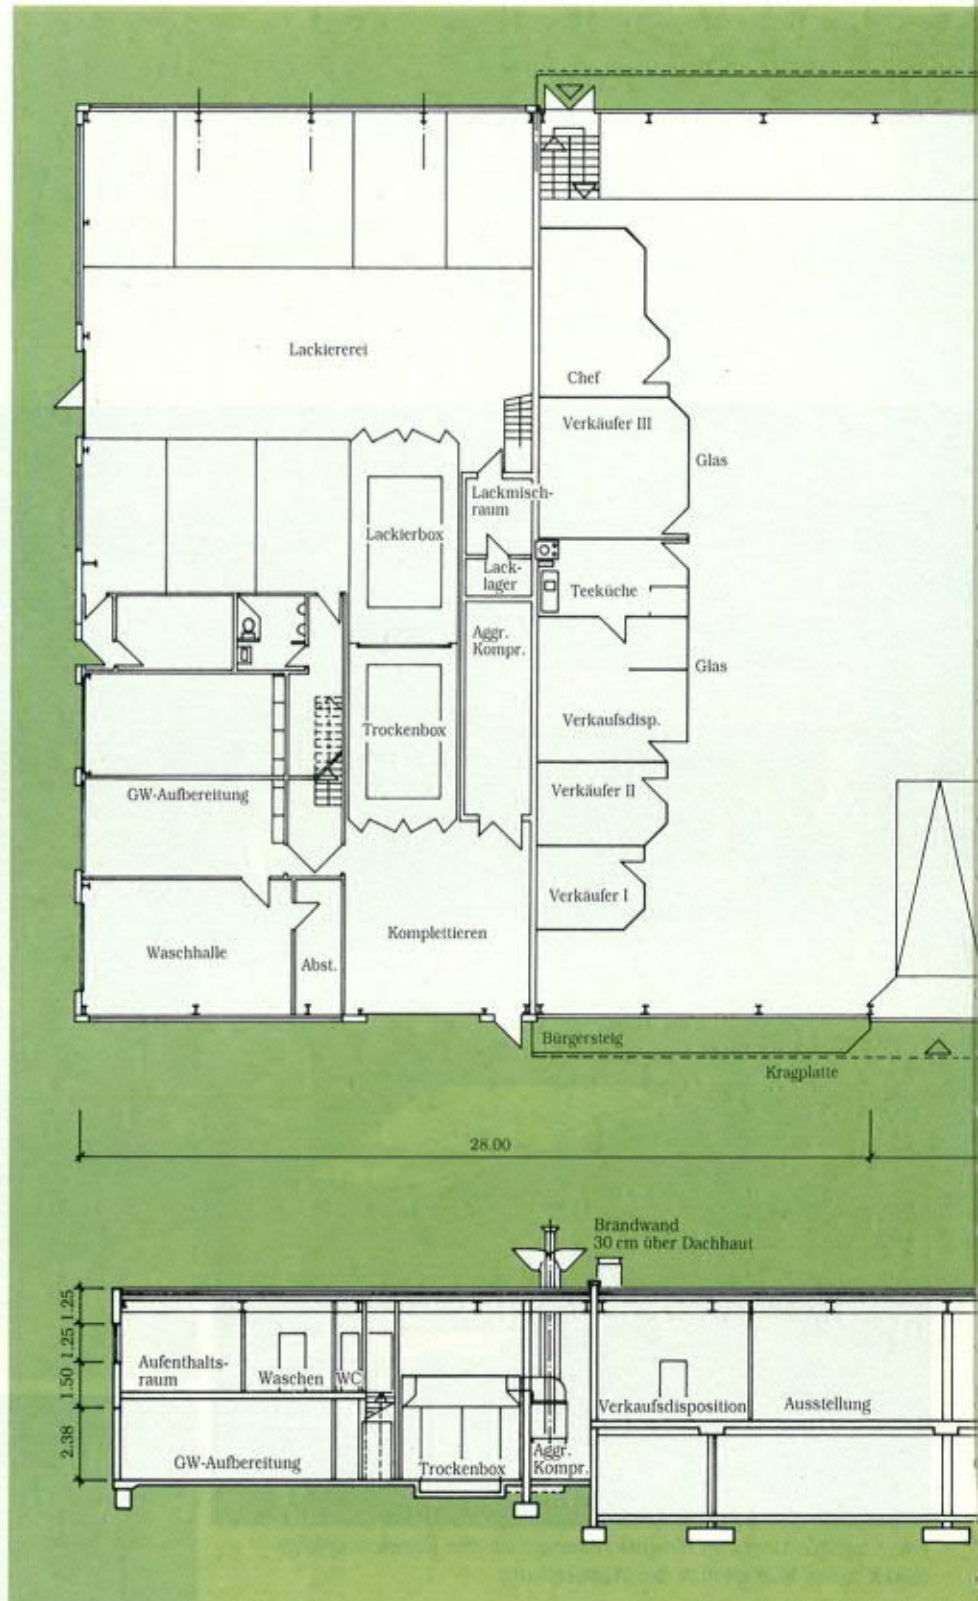 Lackiererei
Chef
Verkäufer III
Glas
Lackmisch-
raum
Lackierbox
Lack-
lager
Teeküche
Aggr.
Kompr.
Glas
Trockenbox
Verkaufsdisp.
GW-Aufbereitung
Verkäufer II
Verkäufer I
Waschhalle
Komplettieren
Abst.
Bürgersteig
Kragplatte
28.00
Brandwand
30 cm über Dachhaut
1.25
1.25
1.50
2.38
Aufenthalts-
raum
Waschen
WC
Verkaufsdisposition
Ausstellung
GW-Aufbereitung
Trockenbox
Aggr.
Kompr.